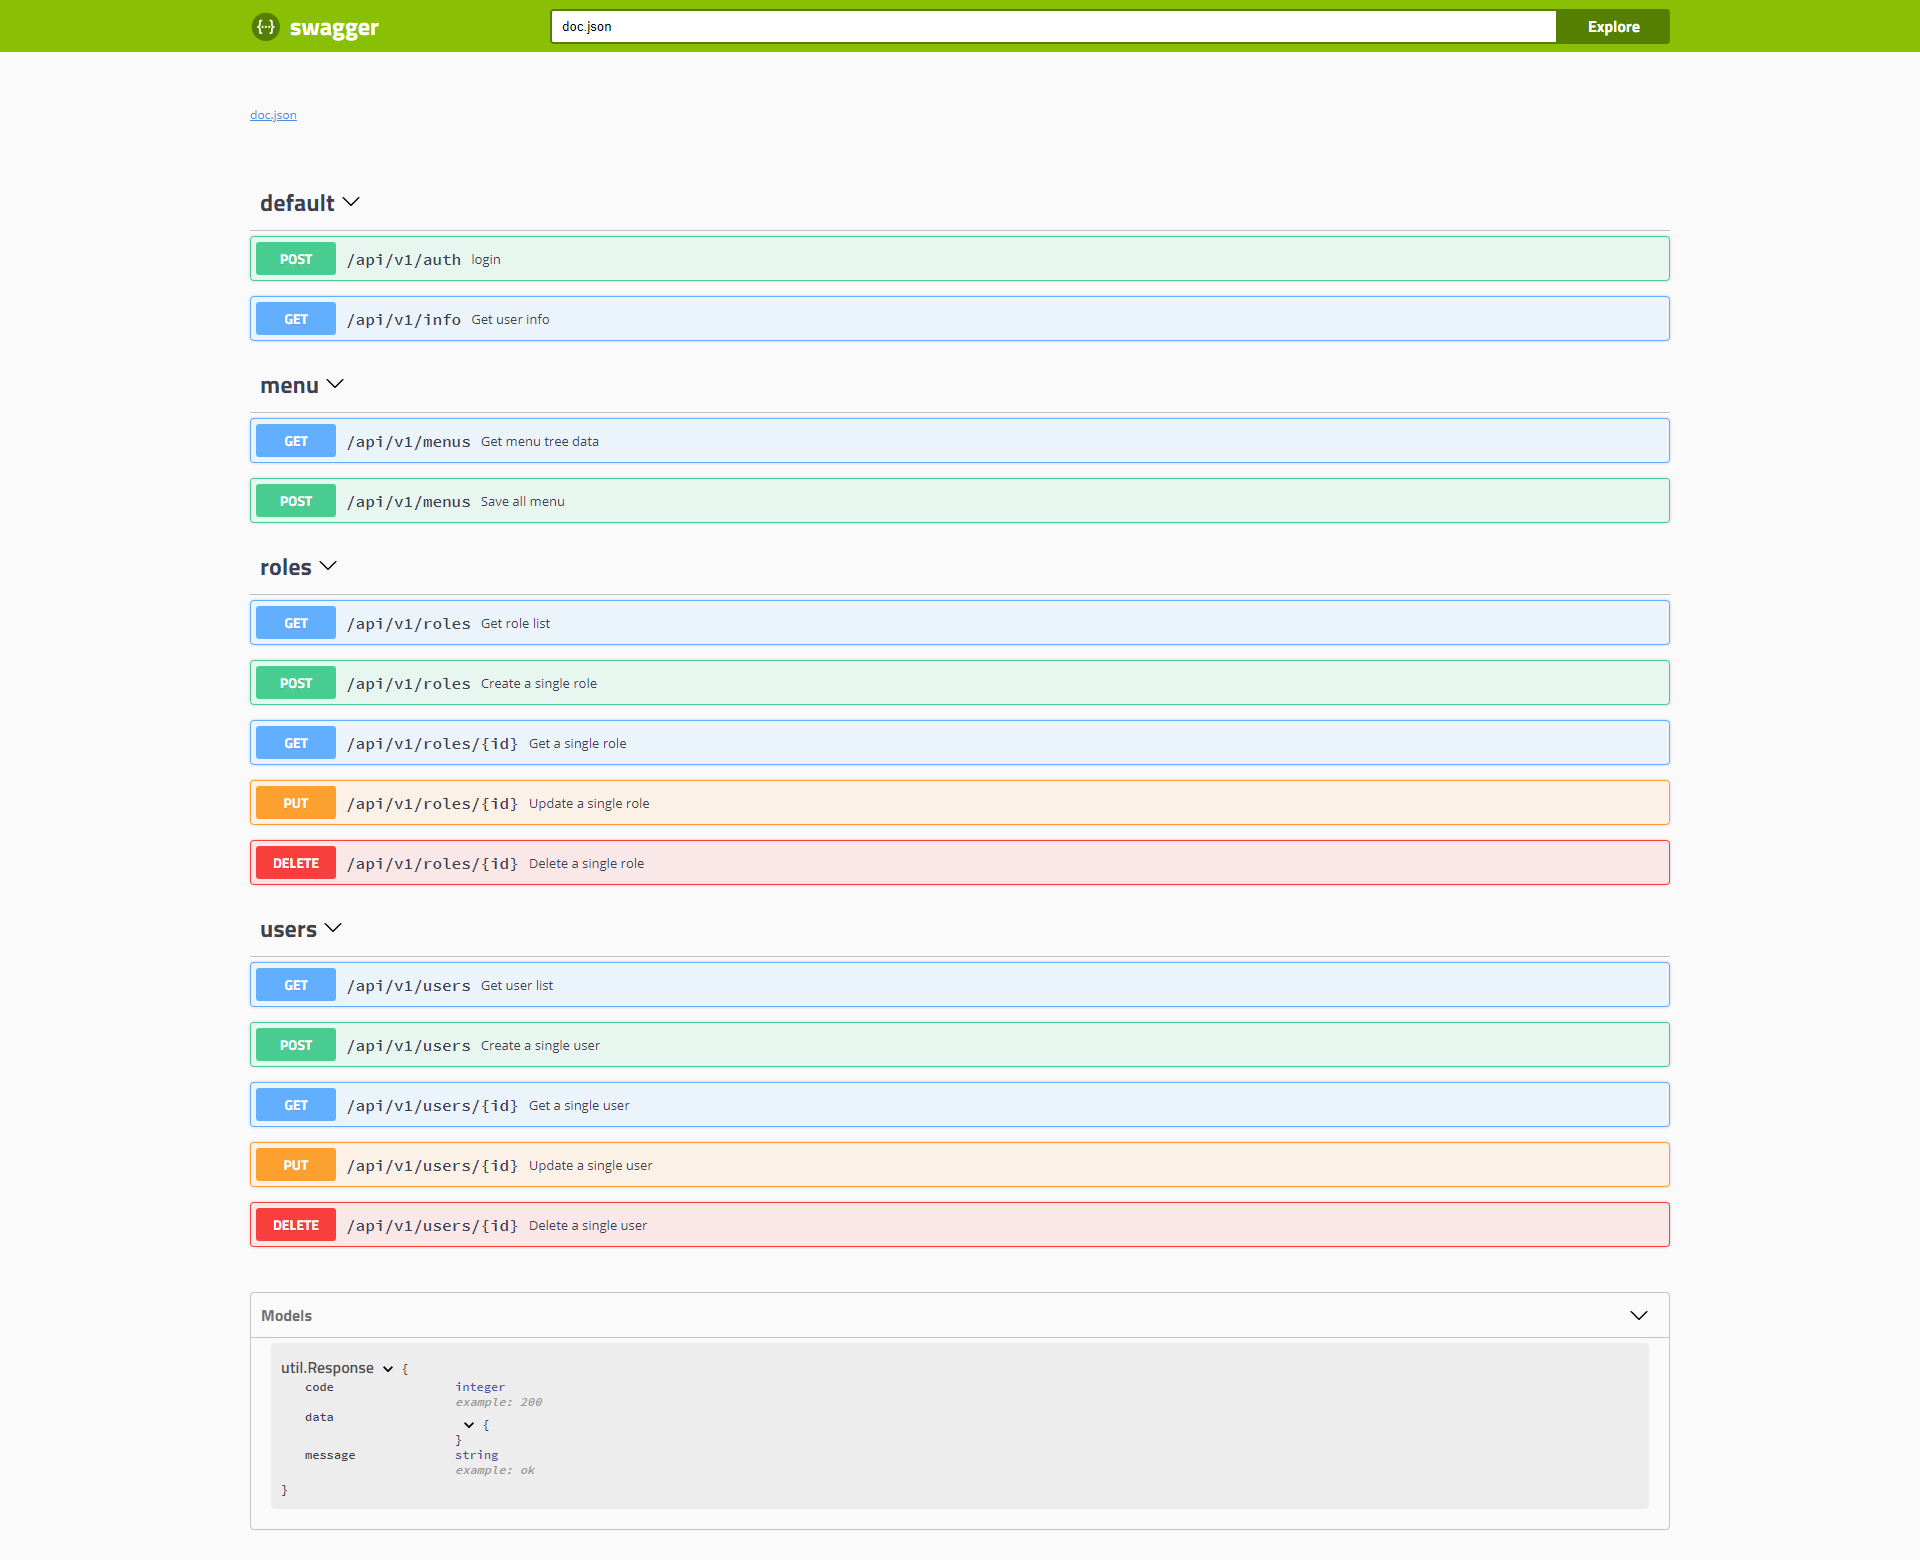 {···} swagger doc.json Explore
doc.json
default
POST /api/v1/auth login
GET /api/v1/info Get user info
menu
GET /api/v1/menus Get menu tree data
POST /api/v1/menus Save all menu
roles
GET /api/v1/roles Get role list
POST /api/v1/roles Create a single role
GET /api/v1/roles/{id} Get a single role
PUT /api/v1/roles/{id} Update a single role
DELETE /api/v1/roles/{id} Delete a single role
users
GET /api/v1/users Get user list
POST /api/v1/users Create a single user
GET /api/v1/users/{id} Get a single user
PUT /api/v1/users/{id} Update a single user
DELETE /api/v1/users/{id} Delete a single user
Models
util.Response {
code integer
example: 200
data
{
}
message string
example: ok
}